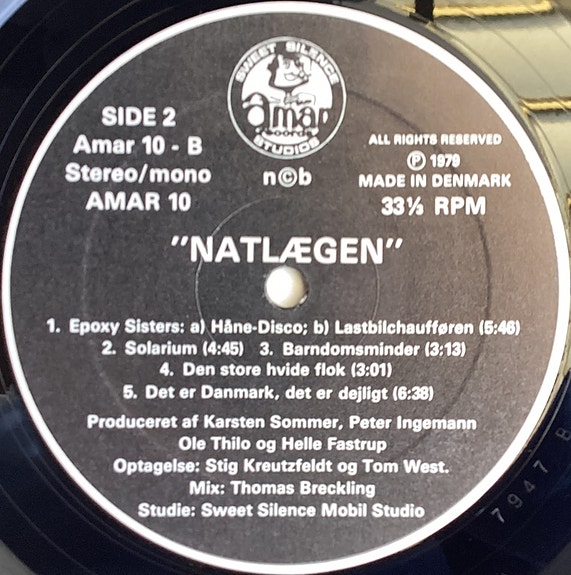 SWEET SILENCE
amar
records
STUDIOS
SIDE 2
Amar 10 - B
Stereo/mono
AMAR 10
n©b
ALL RIGHTS RESERVED
Ⓟ 1979
MADE IN DENMARK
33⅓ RPM
"NATLÆGEN"
1. Epoxy Sisters: a) Håne-Disco; b) Lastbilchaufføren (5:46)
2. Solarium (4:45) 3. Barndomsminder (3:13)
4. Den store hvide flok (3:01)
5. Det er Danmark, det er dejligt (6:38)
Produceret af Karsten Sommer, Peter Ingemann
Ole Thilo og Helle Fastrup
Optagelse: Stig Kreutzfeldt og Tom West.
Mix: Thomas Breckling
Studie: Sweet Silence Mobil Studio
7947 B